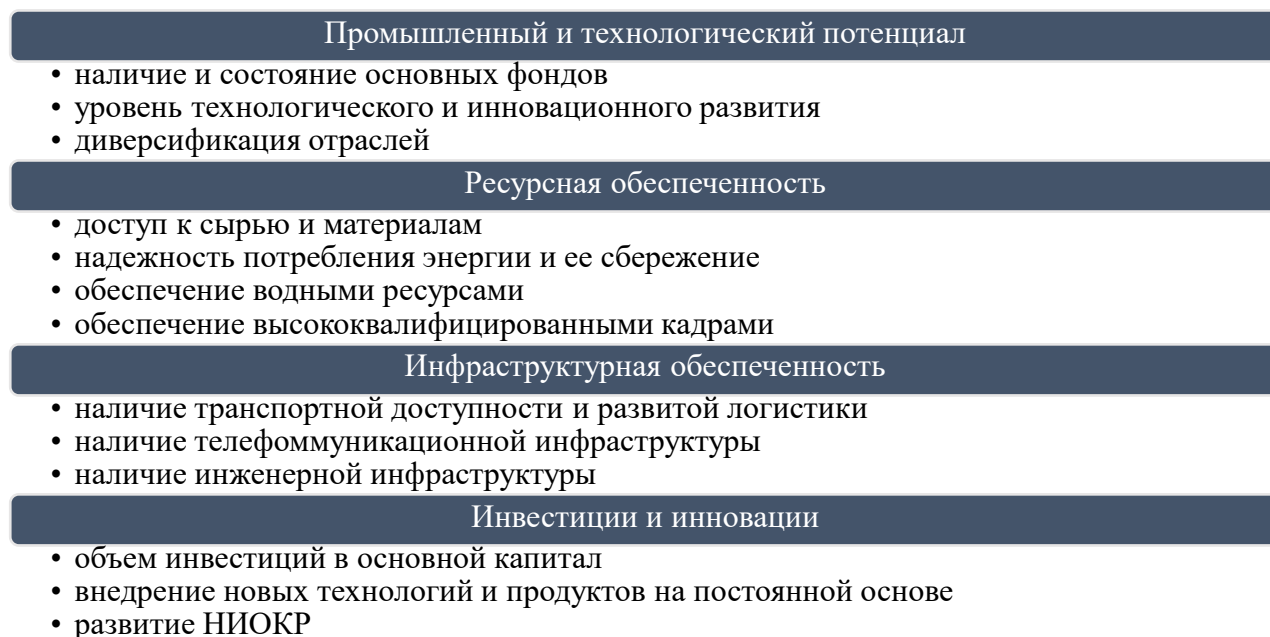 Промышленный и технологический потенциал
• наличие и состояние основных фондов
• уровень технологического и инновационного развития
• диверсификация отраслей
Ресурсная обеспеченность
• доступ к сырью и материалам
• надежность потребления энергии и ее сбережение
• обеспечение водными ресурсами
• обеспечение высококвалифицированными кадрами
Инфраструктурная обеспеченность
• наличие транспортной доступности и развитой логистики
• наличие телефоммуникационной инфраструктуры
• наличие инженерной инфраструктуры
Инвестиции и инновации
• объем инвестиций в основной капитал
• внедрение новых технологий и продуктов на постоянной основе
• развитие НИОКР